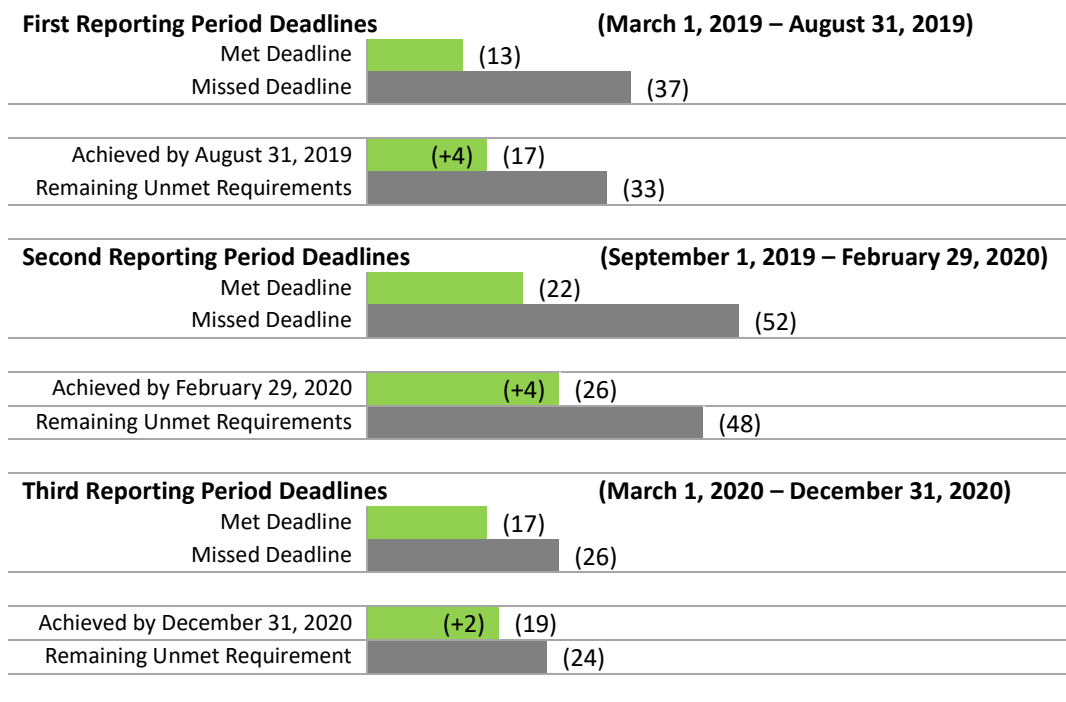 First Reporting Period Deadlines (March 1, 2019 – August 31, 2019)
Met Deadline (13)
Missed Deadline (37)
Achieved by August 31, 2019 (+4) (17)
Remaining Unmet Requirements (33)
Second Reporting Period Deadlines (September 1, 2019 – February 29, 2020)
Met Deadline (22)
Missed Deadline (52)
Achieved by February 29, 2020 (+4) (26)
Remaining Unmet Requirements (48)
Third Reporting Period Deadlines (March 1, 2020 – December 31, 2020)
Met Deadline (17)
Missed Deadline (26)
Achieved by December 31, 2020 (+2) (19)
Remaining Unmet Requirement (24)